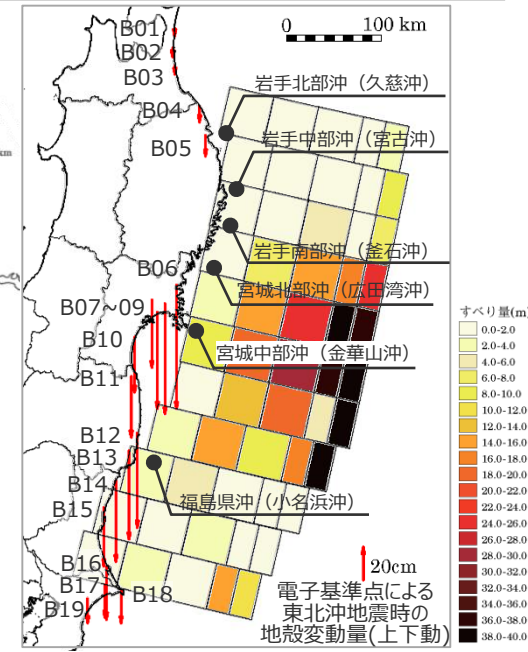 0 100 km
B01
B02
B03
B04
B05
岩手北部沖（久慈沖）
岩手中部沖（宮古沖）
km
岩手南部沖（釜石沖）
B06
宮城北部沖（広田湾沖）
B07~09
B10
宮城中部沖（金華山沖）
B11
B12
B13
B14
福島県沖（小名浜沖）
B15
B16
B17
B18
B19
20cm
電子基準点による
東北沖地震時の
地殻変動量(上下動)
すべり量(m)
0.0-2.0
2.0-4.0
4.0-6.0
6.0-8.0
8.0-10.0
10.0-12.0
12.0-14.0
14.0-16.0
16.0-18.0
18.0-20.0
20.0-22.0
22.0-24.0
24.0-26.0
26.0-28.0
28.0-30.0
30.0-32.0
32.0-34.0
34.0-36.0
36.0-38.0
38.0-40.0